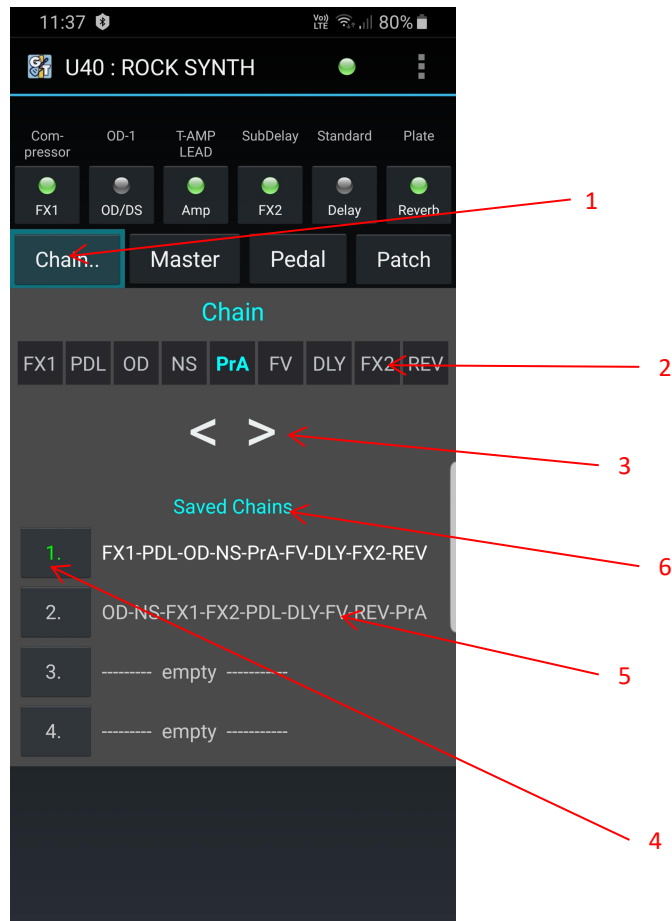 11:37 Vo)) LTE 80%
G T U40 : ROCK SYNTH
Com- OD-1 T-AMP SubDelay Standard Plate
pressor LEAD
FX1 OD/DS Amp FX2 Delay Reverb
1
Chain.. Master Pedal Patch
Chain
FX1 PDL OD NS PrA FV DLY FX2 REV
2
< >
3
Saved Chains
6
1. FX1-PDL-OD-NS-PrA-FV-DLY-FX2-REV
2. OD-NS-FX1-FX2-PDL-DLY-FV-REV-PrA
5
3. --------- empty -----------
4. --------- empty -----------
4